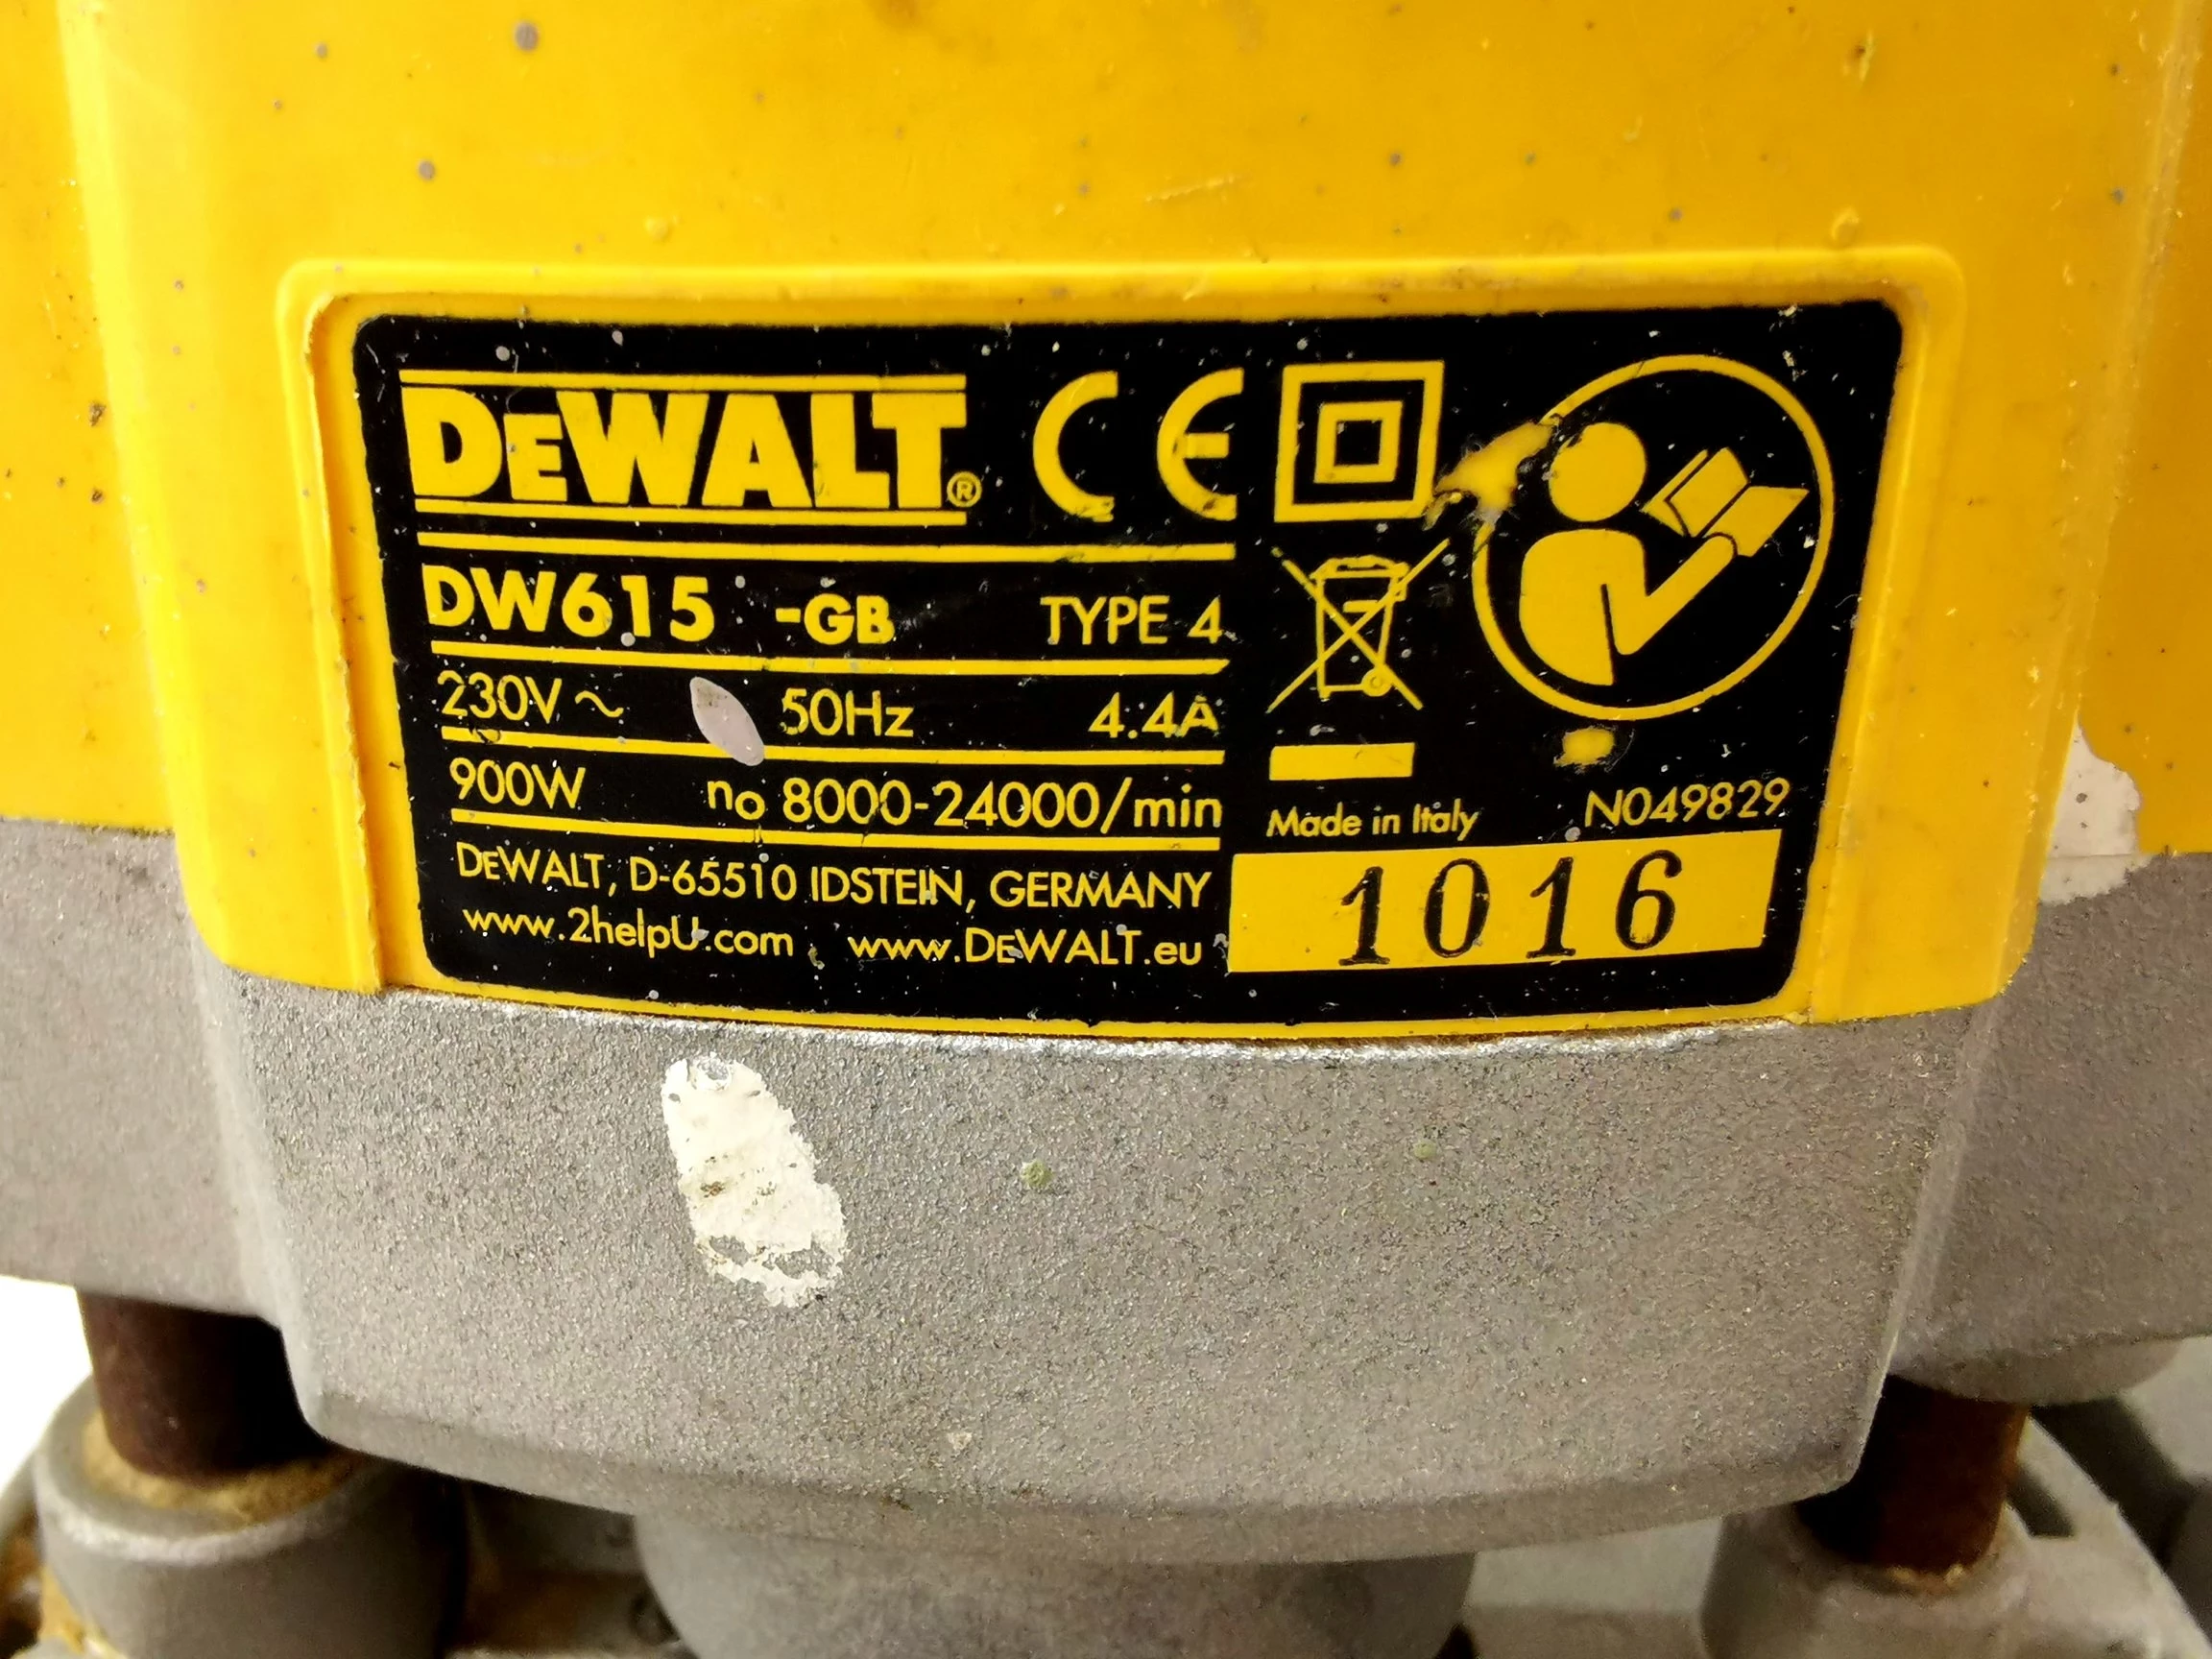 DEWALT® CE
DW615 -GB TYPE 4
230V ~ 50Hz 4.4A
900W no 8000-24000/min
Made in Italy N049829
DEWALT, D-65510 IDSTEIN, GERMANY
www.2helpU.com www.DEWALT.eu
1016